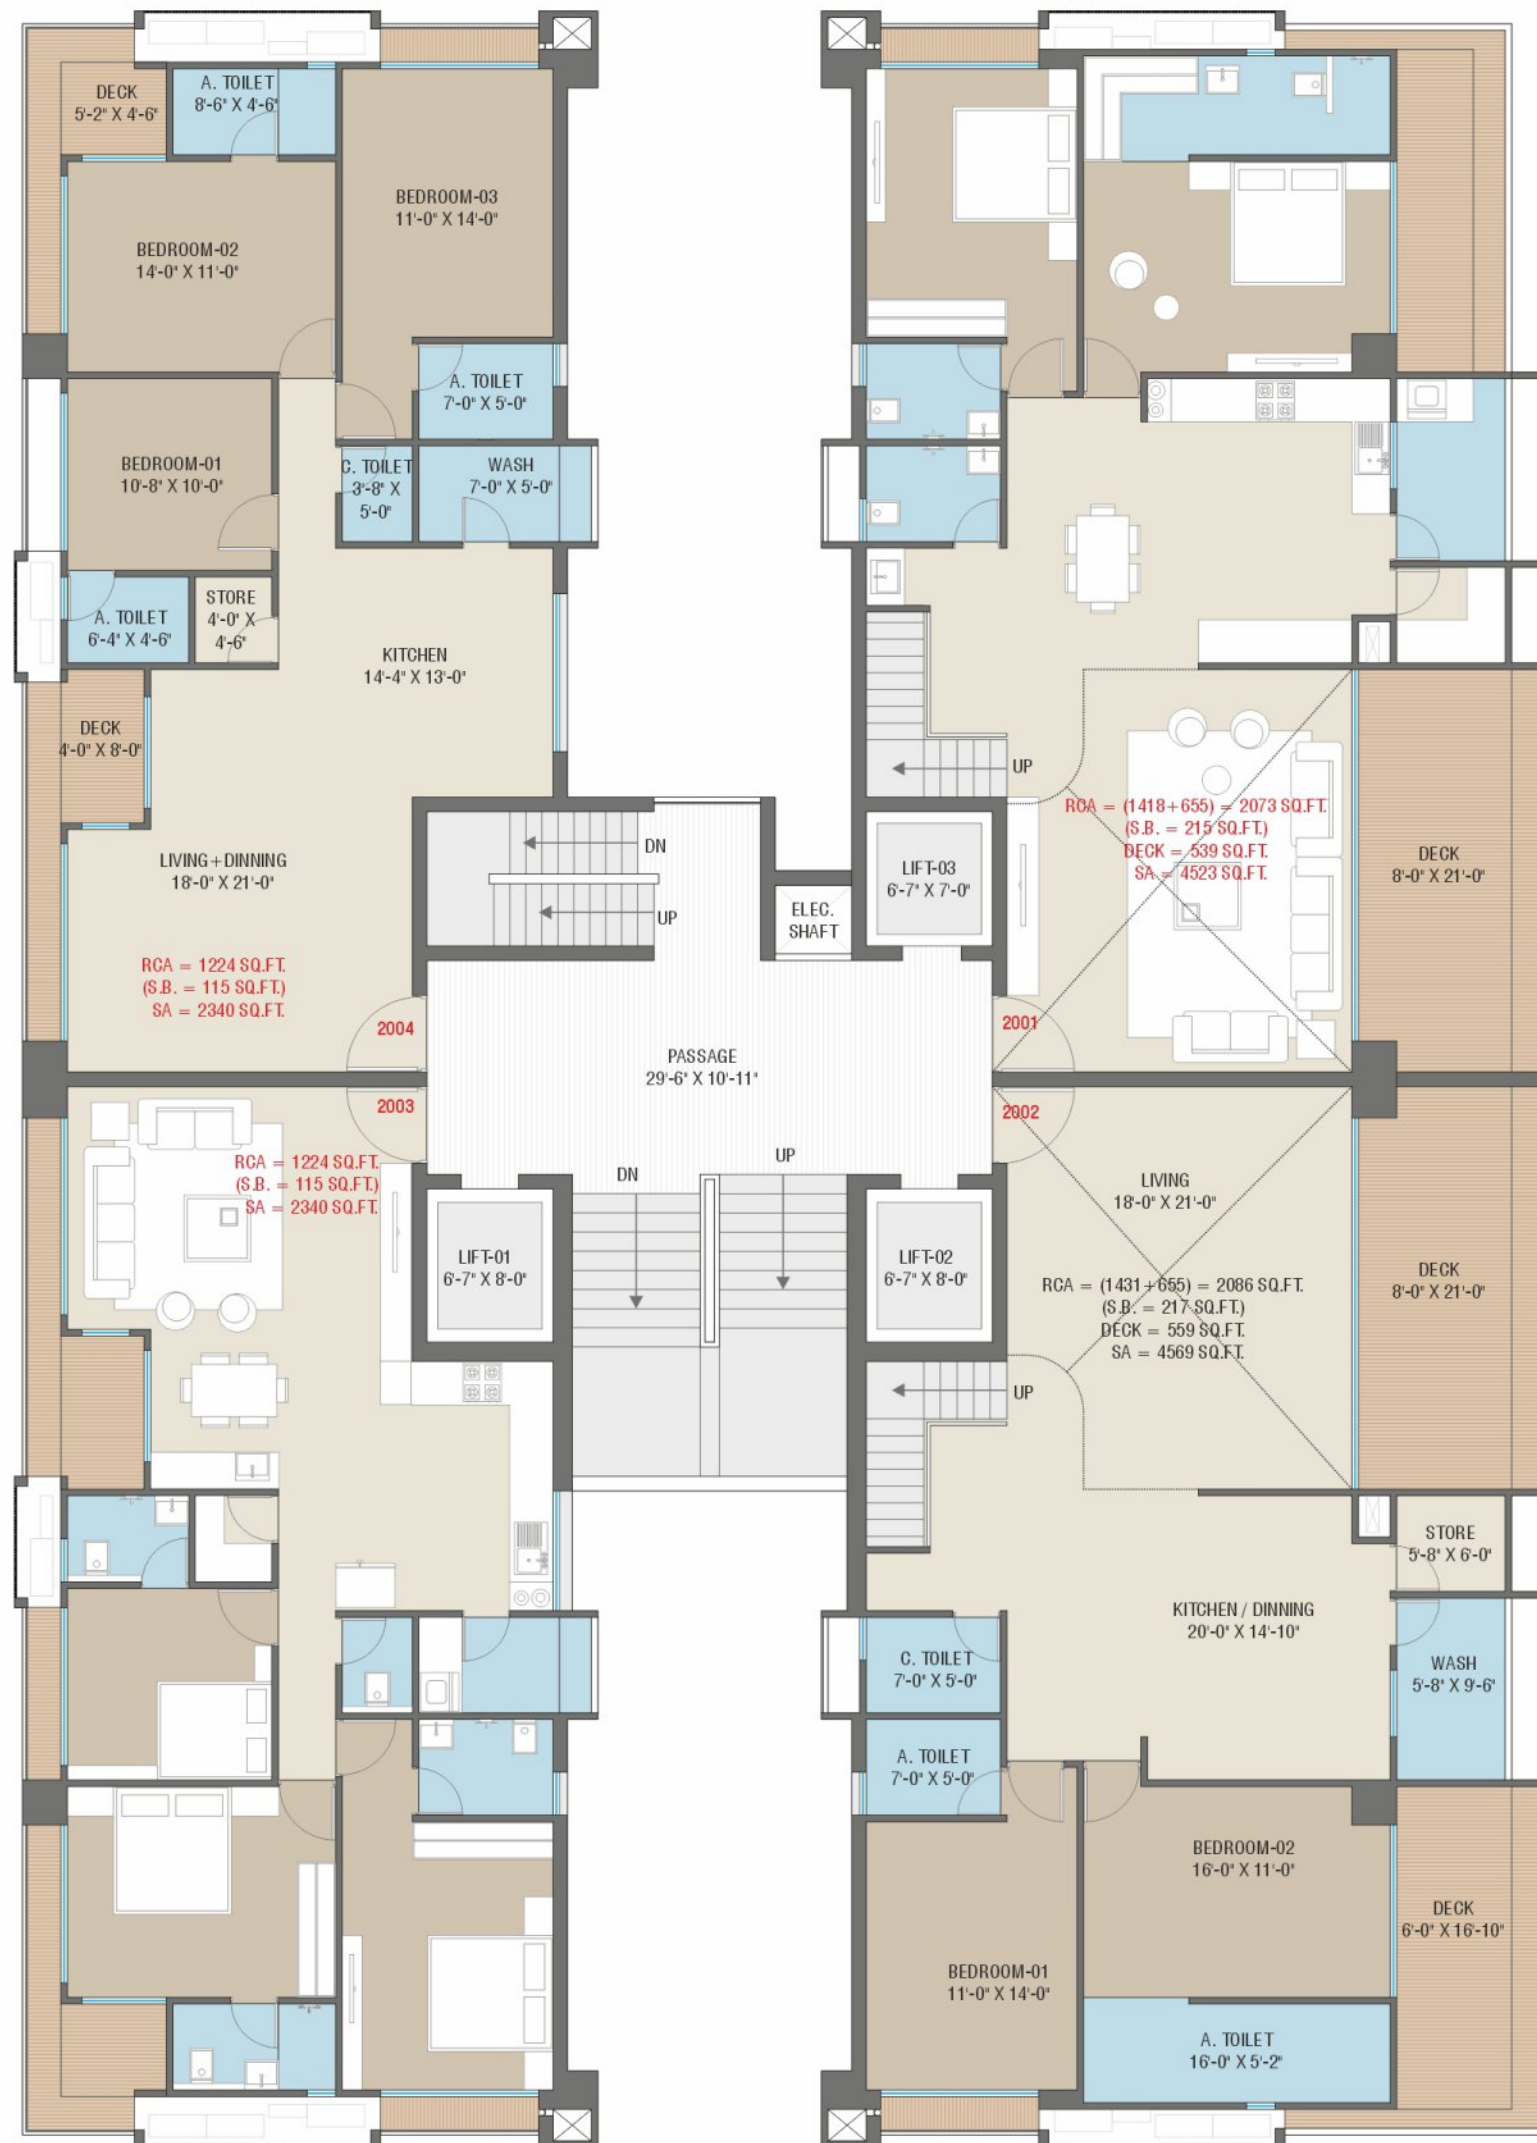 DECK
5'-2" X 4'-6"
A. TOILET
8'-6" X 4'-6"
BEDROOM-03
11'-0" X 14'-0"
BEDROOM-02
14'-0" X 11'-0"
A. TOILET
7'-0" X 5'-0"
BEDROOM-01
10'-8" X 10'-0"
C. TOILET
3'-8" X
5'-0"
WASH
7'-0" X 5'-0"
A. TOILET
6'-4" X 4'-6"
STORE
4'-0" X
4'-6"
KITCHEN
14'-4" X 13'-0"
DECK
4'-0" X 8'-0"
LIVING+DINNING
18'-0" X 21'-0"
RCA = 1224 SQ.FT.
(S.B. = 115 SQ.FT.)
SA = 2340 SQ.FT.
2004
DN
UP
ELEC.
SHAFT
LIFT-03
6'-7" X 7'-0"
UP
RCA = (1418+655) = 2073 SQ.FT.
(S.B. = 215 SQ.FT.)
DECK = 539 SQ.FT.
SA = 4523 SQ.FT.
DECK
8'-0" X 21'-0"
2001
PASSAGE
29'-6" X 10'-11"
2003
2002
RCA = 1224 SQ.FT.
(S.B. = 115 SQ.FT.)
SA = 2340 SQ.FT.
DN
UP
LIFT-01
6'-7" X 8'-0"
LIFT-02
6'-7" X 8'-0"
LIVING
18'-0" X 21'-0"
RCA = (1431+655) = 2086 SQ.FT.
(S.B. = 217 SQ.FT.)
DECK = 559 SQ.FT.
SA = 4569 SQ.FT.
DECK
8'-0" X 21'-0"
UP
STORE
5'-8" X 6'-0"
KITCHEN / DINNING
20'-0" X 14'-10"
C. TOILET
7'-0" X 5'-0"
WASH
5'-8" X 9'-6"
A. TOILET
7'-0" X 5'-0"
BEDROOM-02
16'-0" X 11'-0"
DECK
6'-0" X 16'-10"
BEDROOM-01
11'-0" X 14'-0"
A. TOILET
16'-0" X 5'-2"